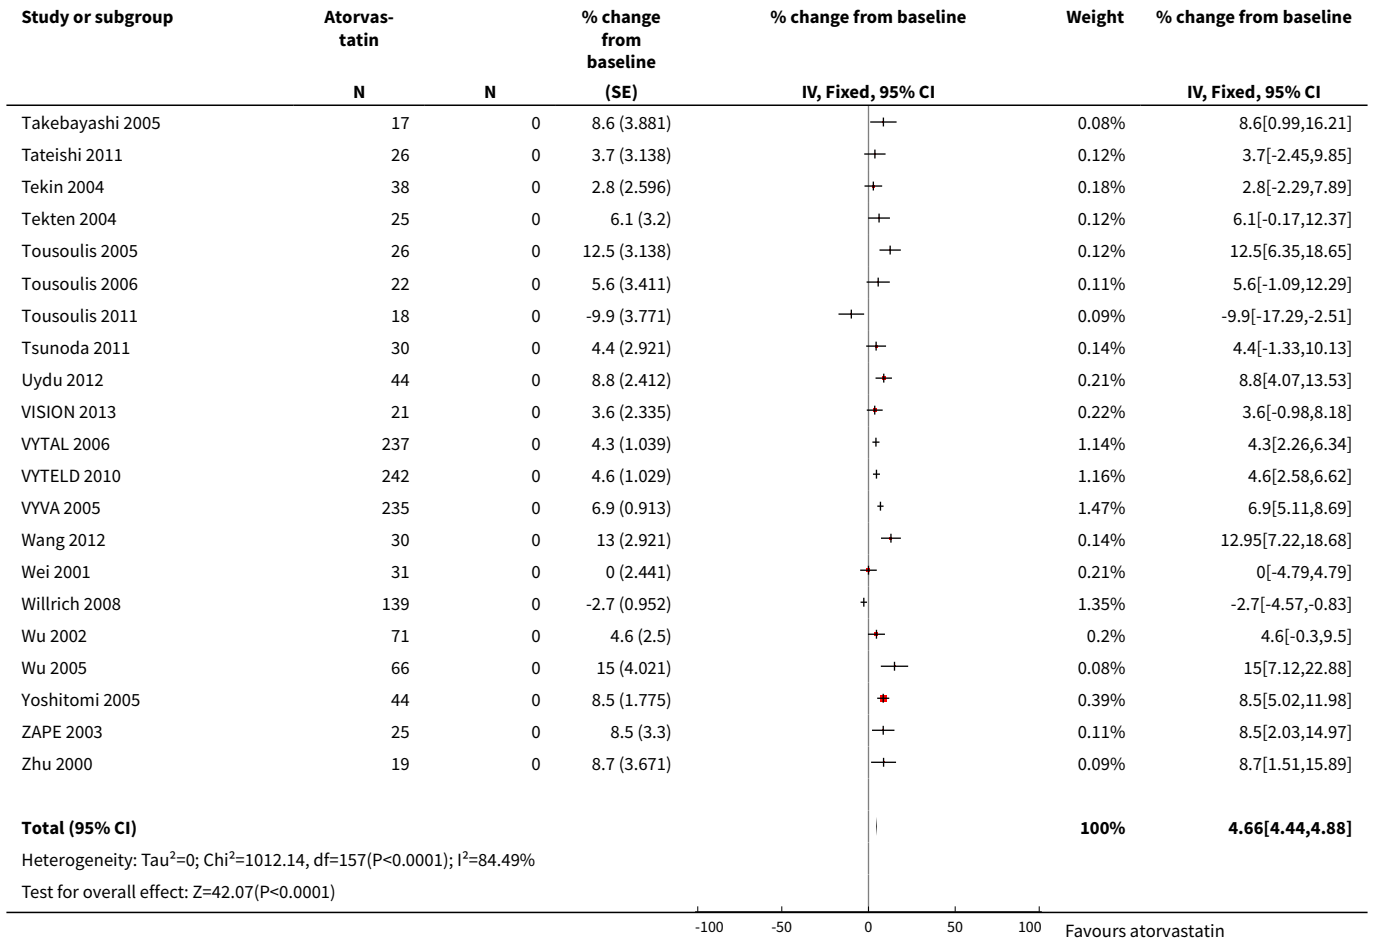 Study or subgroup Atorvas- % change % change from baseline Weight % change from baseline
tatin from
baseline
N N (SE) IV, Fixed, 95% CI IV, Fixed, 95% CI
Takebayashi 2005 17 0 8.6 (3.881) 0.08% 8.6[0.99,16.21]
Tateishi 2011 26 0 3.7 (3.138) 0.12% 3.7[-2.45,9.85]
Tekin 2004 38 0 2.8 (2.596) 0.18% 2.8[-2.29,7.89]
Tekten 2004 25 0 6.1 (3.2) 0.12% 6.1[-0.17,12.37]
Tousoulis 2005 26 0 12.5 (3.138) 0.12% 12.5[6.35,18.65]
Tousoulis 2006 22 0 5.6 (3.411) 0.11% 5.6[-1.09,12.29]
Tousoulis 2011 18 0 -9.9 (3.771) 0.09% -9.9[-17.29,-2.51]
Tsunoda 2011 30 0 4.4 (2.921) 0.14% 4.4[-1.33,10.13]
Uydu 2012 44 0 8.8 (2.412) 0.21% 8.8[4.07,13.53]
VISION 2013 21 0 3.6 (2.335) 0.22% 3.6[-0.98,8.18]
VYTAL 2006 237 0 4.3 (1.039) 1.14% 4.3[2.26,6.34]
VYTELD 2010 242 0 4.6 (1.029) 1.16% 4.6[2.58,6.62]
VYVA 2005 235 0 6.9 (0.913) 1.47% 6.9[5.11,8.69]
Wang 2012 30 0 13 (2.921) 0.14% 12.95[7.22,18.68]
Wei 2001 31 0 0 (2.441) 0.21% 0[-4.79,4.79]
Willrich 2008 139 0 -2.7 (0.952) 1.35% -2.7[-4.57,-0.83]
Wu 2002 71 0 4.6 (2.5) 0.2% 4.6[-0.3,9.5]
Wu 2005 66 0 15 (4.021) 0.08% 15[7.12,22.88]
Yoshitomi 2005 44 0 8.5 (1.775) 0.39% 8.5[5.02,11.98]
ZAPE 2003 25 0 8.5 (3.3) 0.11% 8.5[2.03,14.97]
Zhu 2000 19 0 8.7 (3.671) 0.09% 8.7[1.51,15.89]
Total (95% CI) 100% 4.66[4.44,4.88]
Heterogeneity: Tau²=0; Chi²=1012.14, df=157(P<0.0001); I²=84.49%
Test for overall effect: Z=42.07(P<0.0001)
-100 -50 0 50 100 Favours atorvastatin